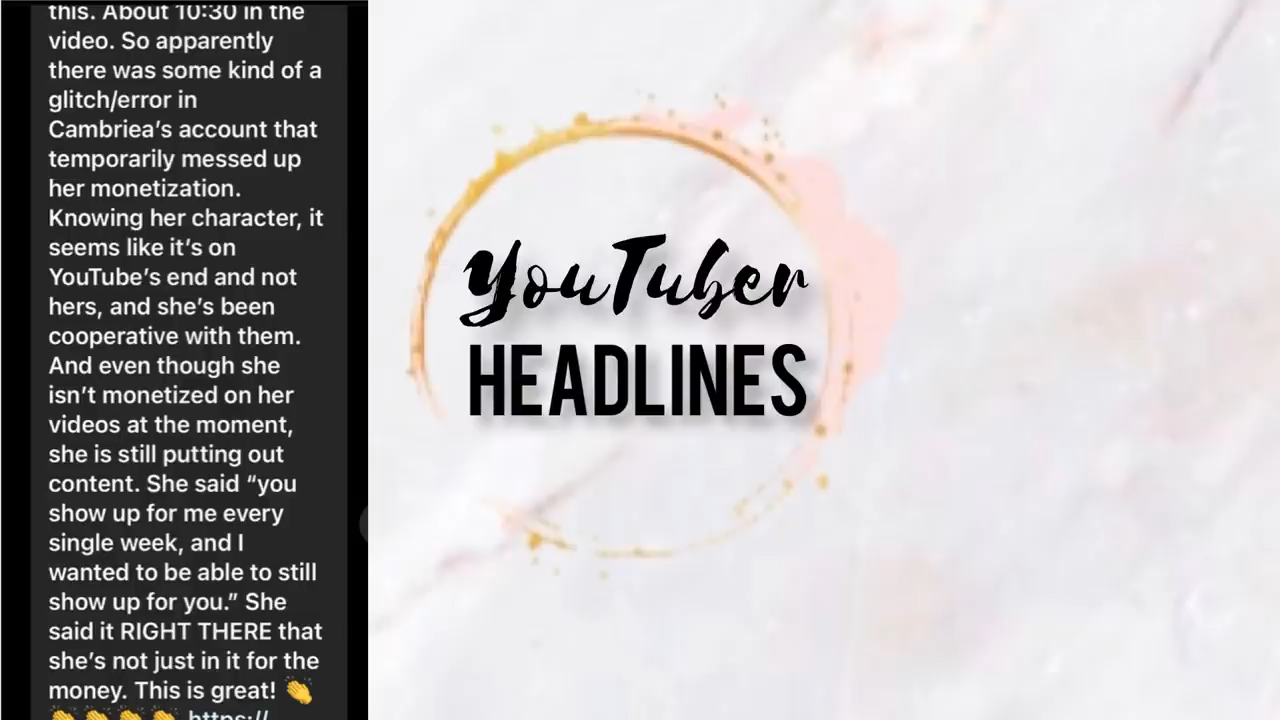 this. About 10:30 in the
video. So apparently
there was some kind of a
glitch/error in
Cambriea’s account that
temporarily messed up
her monetization.
Knowing her character, it
seems like it’s on
YouTube’s end and not
hers, and she’s been
cooperative with them.
And even though she
isn’t monetized on her
videos at the moment,
she is still putting out
content. She said “you
show up for me every
single week, and I
wanted to be able to still
show up for you.” She
said it RIGHT THERE that
she’s not just in it for the
money. This is great! 👏
👏👏👏👏 https://
YouTuber
HEADLINES